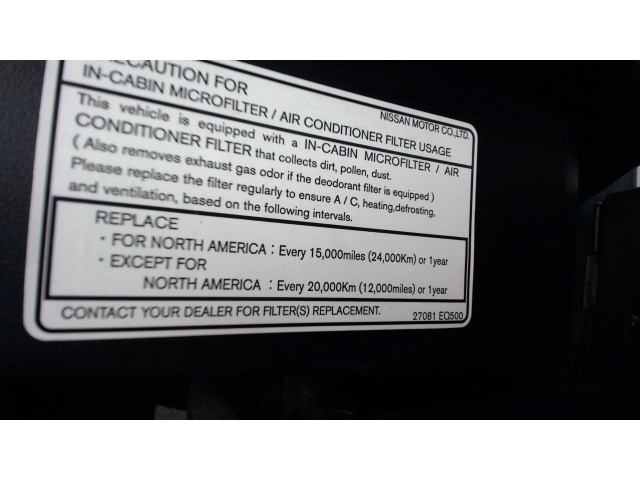 CAUTION FOR
NISSAN MOTOR CO.,LTD.
IN-CABIN MICROFILTER / AIR CONDITIONER FILTER USAGE
This vehicle is equipped with a IN-CABIN MICROFILTER / AIR
CONDITIONER FILTER that collects dirt, pollen, dust.
( Also removes exhaust gas odor if the deodorant filter is equipped )
Please replace the filter regularly to ensure A / C, heating,defrosting,
and ventilation, based on the following intervals.
REPLACE
・FOR NORTH AMERICA : Every 15,000miles (24,000Km) or 1year
・EXCEPT FOR
NORTH AMERICA : Every 20,000Km (12,000miles) or 1year
CONTACT YOUR DEALER FOR FILTER(S) REPLACEMENT.
27081 EQ500